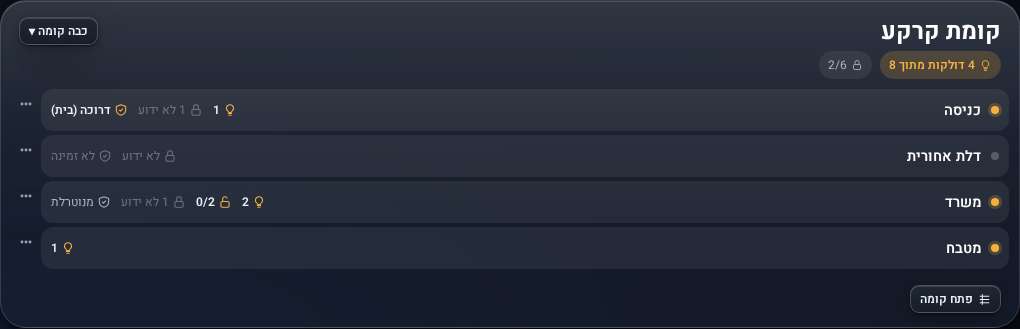 קומת קרקע
כבה קומה ▾
4 דולקות מתוך 8 2/6
כניסה 1 1 לא ידוע דרוכה (בית) •••
דלת אחורית לא ידוע לא זמינה •••
משרד 2 0/2 1 לא ידוע מנוטרלת •••
מטבח 1 •••
פתח קומה